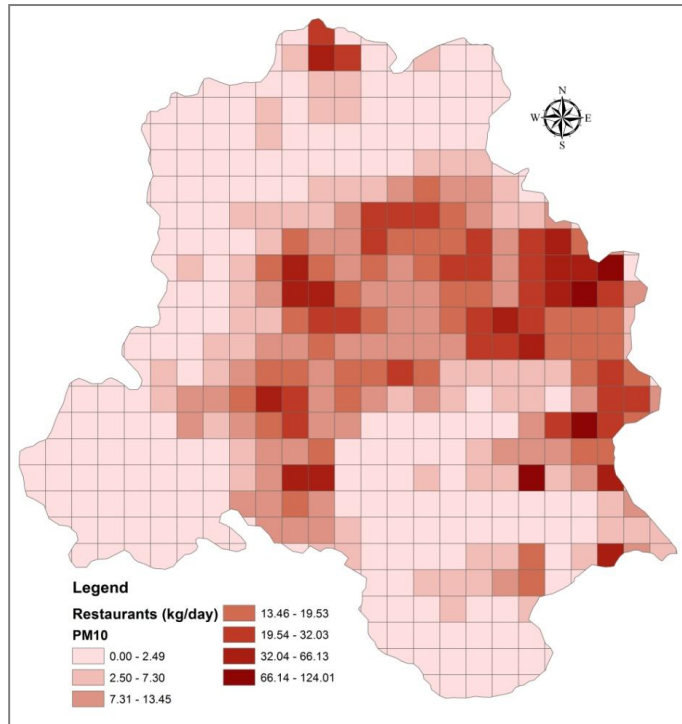 N
W E
S
Legend
Restaurants (kg/day)
PM10
0.00 - 2.49
2.50 - 7.30
7.31 - 13.45
13.46 - 19.53
19.54 - 32.03
32.04 - 66.13
66.14 - 124.01